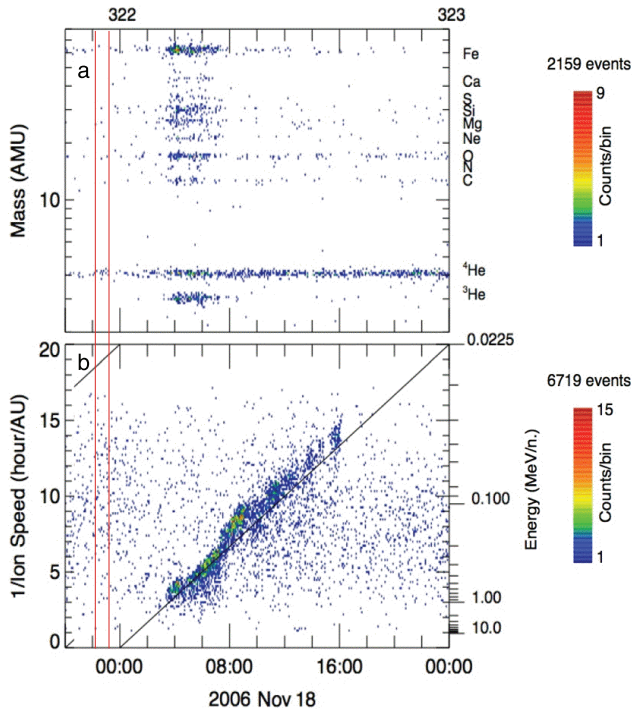 322 323
a
Fe
Ca
S
Si
Mg
Ne
O
N
C
4He
3He
Mass (AMU)
10
2159 events
9
Counts/bin
1
b
20
15
10
5
0
1/Ion Speed (hour/AU)
0.0225
0.100
1.00
10.0
Energy (MeV/n.)
6719 events
15
Counts/bin
1
00:00 08:00 16:00 00:00
2006 Nov 18